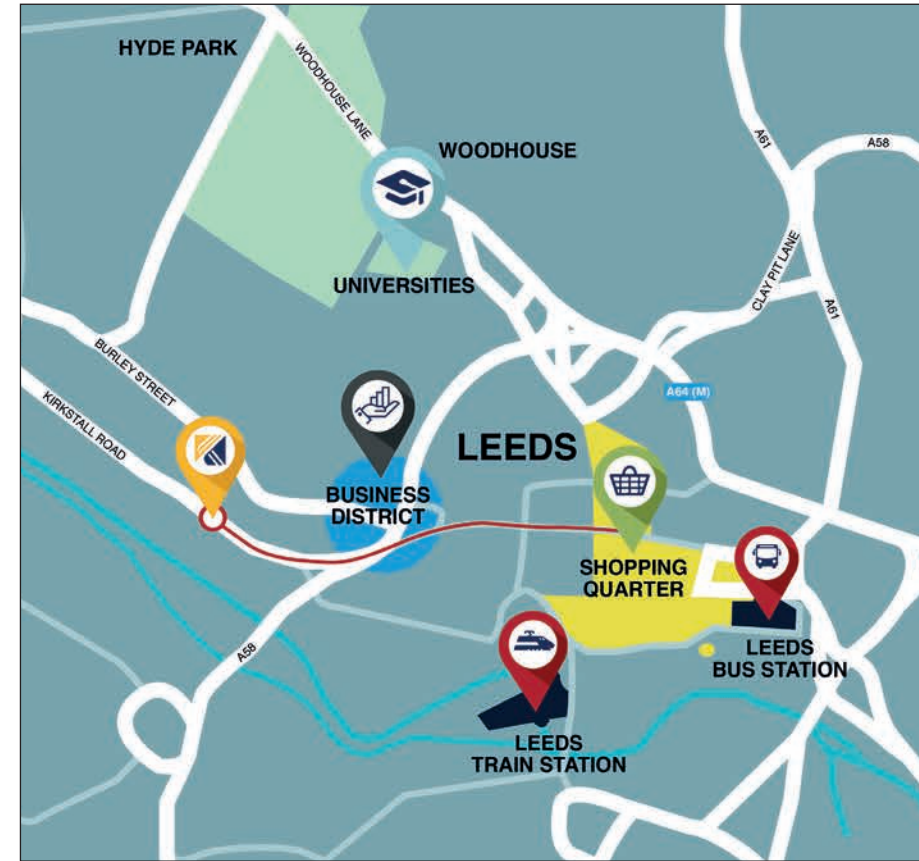 HYDE PARK
WOODHOUSE LANE
WOODHOUSE
A61
A58
UNIVERSITIES
CLAY PIT LANE
A61
BURLEY STREET
KIRKSTALL ROAD
A64 (M)
LEEDS
BUSINESS
DISTRICT
SHOPPING
QUARTER
A58
LEEDS
BUS STATION
LEEDS
TRAIN STATION